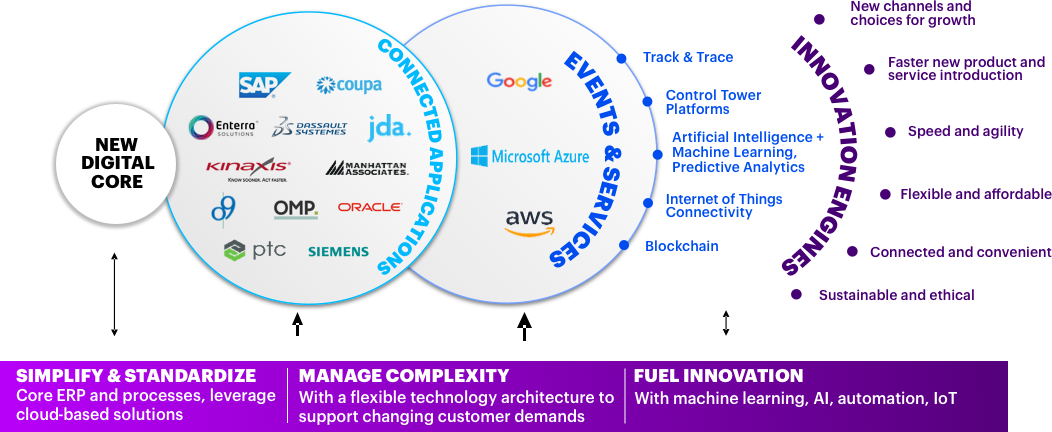 NEW
DIGITAL
CORE
CONNECTED APPLICATIONS
SAP
coupa
Enterra
SOLUTIONS
DASSAULT
SYSTEMES
jda.
KINAXIS
KNOW SOONER. ACT FASTER.
MANHATTAN
ASSOCIATES.
o9
OMP
ORACLE
ptc
SIEMENS
EVENTS & SERVICES
Google
Microsoft Azure
aws
Track & Trace
Control Tower
Platforms
Artificial Intelligence +
Machine Learning,
Predictive Analytics
Internet of Things
Connectivity
Blockchain
INNOVATION ENGINES
New channels and
choices for growth
Faster new product and
service introduction
Speed and agility
Flexible and affordable
Connected and convenient
Sustainable and ethical
SIMPLIFY & STANDARDIZE
Core ERP and processes, leverage
cloud-based solutions
MANAGE COMPLEXITY
With a flexible technology architecture to
support changing customer demands
FUEL INNOVATION
With machine learning, AI, automation, IoT